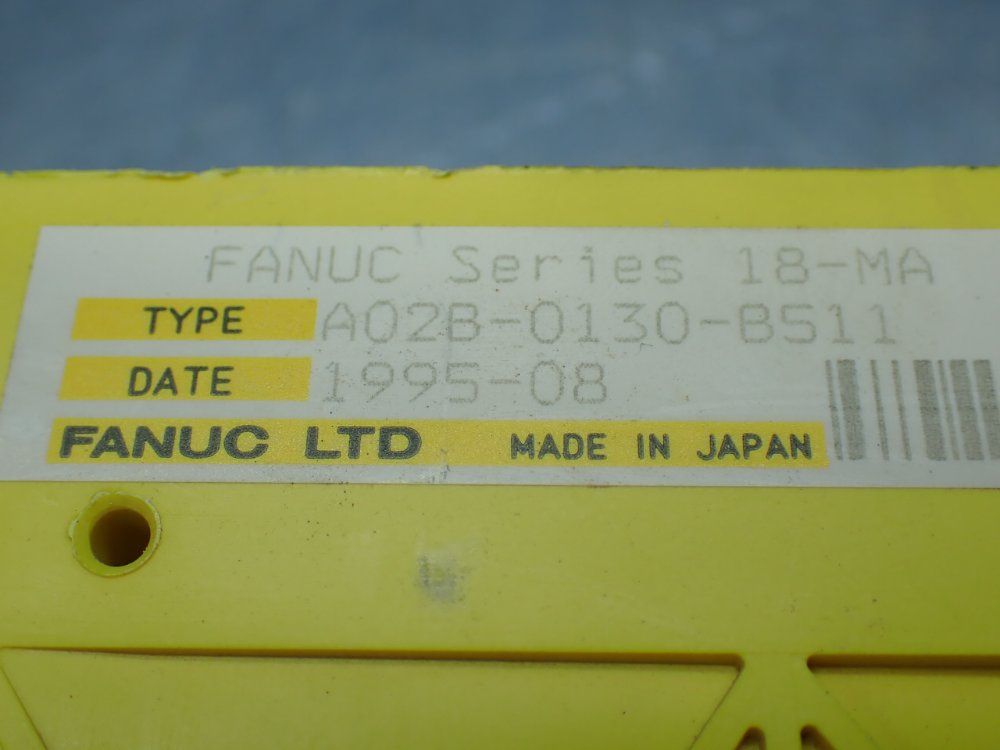 FANUC Series 18-MA
TYPE A02B-0130-B511
DATE 1995-08
FANUC LTD MADE IN JAPAN